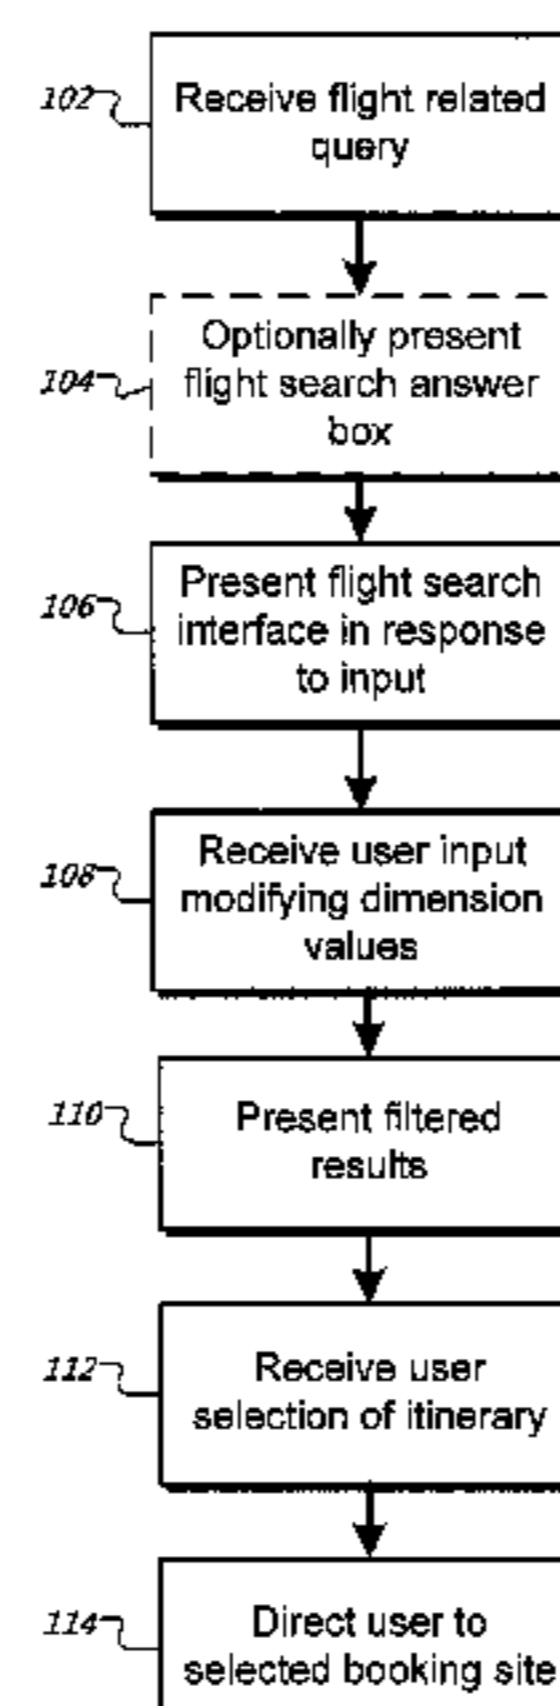 102
Receive flight related
query
104
Optionally present
flight search answer
box
106
Present flight search
interface in response
to input
108
Receive user input
modifying dimension
values
110
Present filtered
results
112
Receive user
selection of itinerary
114
Direct user to
selected booking site